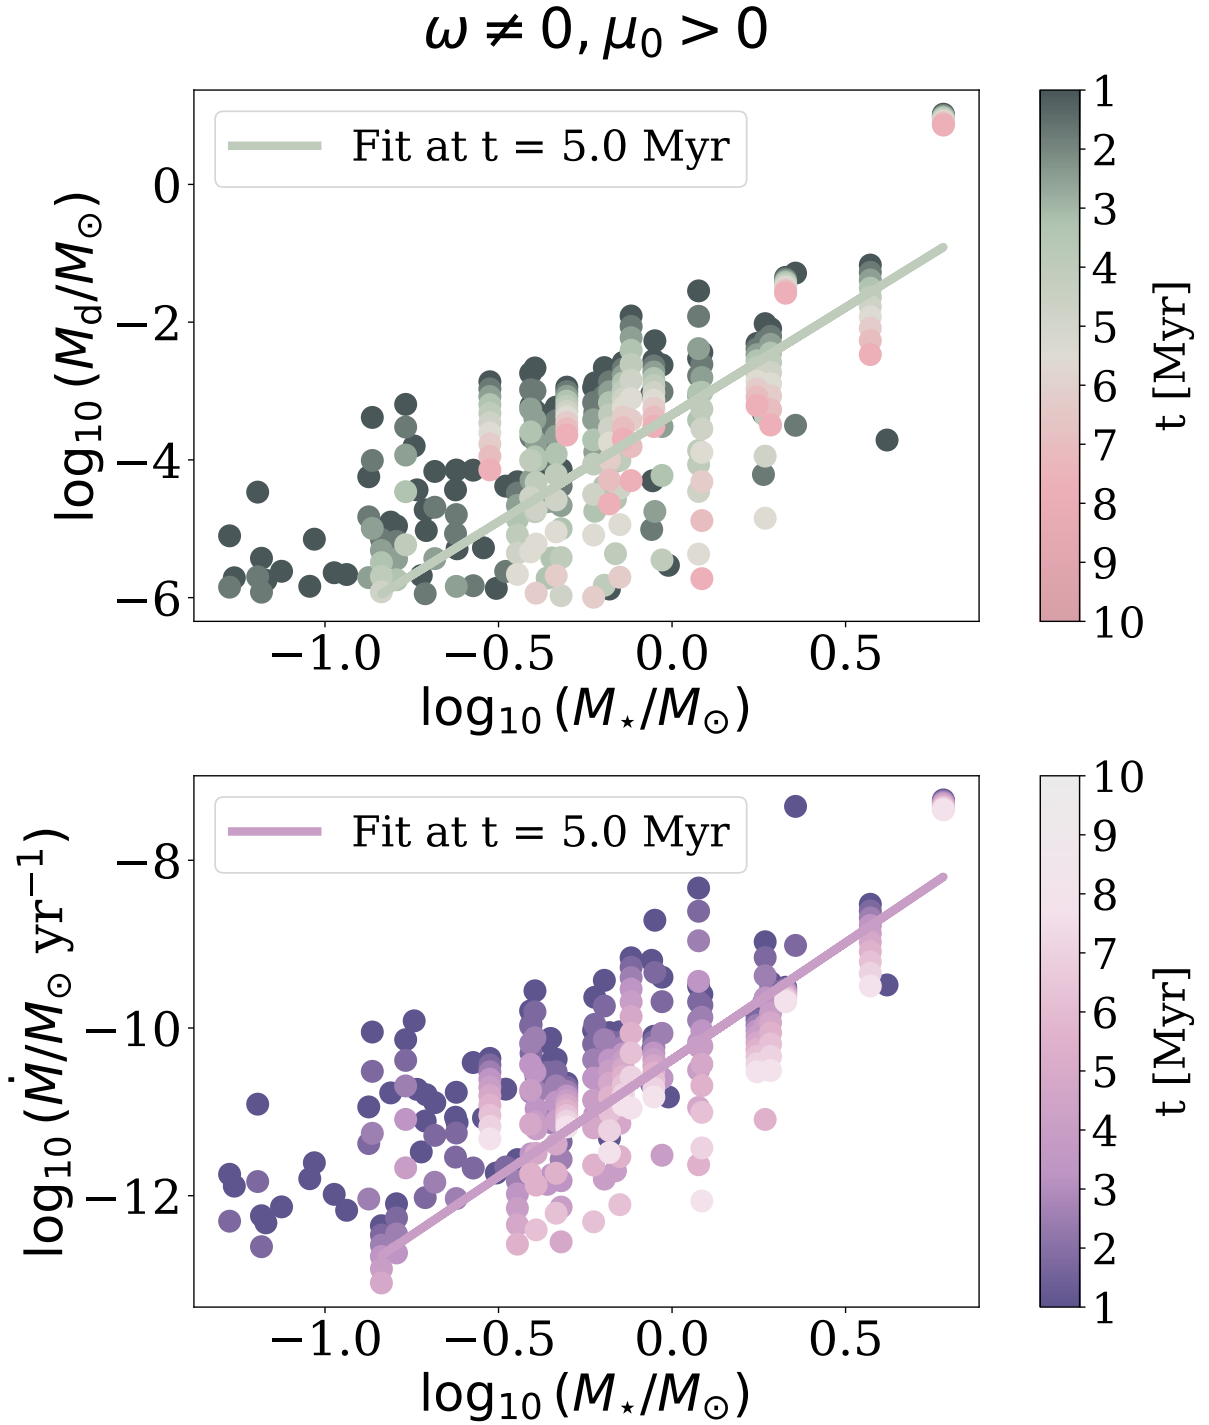 ω ≠ 0, μ₀ > 0
Fit at t = 5.0 Myr
0
−2
−4
−6
log₁₀ (M_d/M_⊙)
−1.0 −0.5 0.0 0.5
log₁₀ (M_⋆/M_⊙)
1
2
3
4
5
6
7
8
9
10
t [Myr]
Fit at t = 5.0 Myr
−8
−10
−12
log₁₀ (Ṁ/M_⊙ yr⁻¹)
−1.0 −0.5 0.0 0.5
log₁₀ (M_⋆/M_⊙)
10
9
8
7
6
5
4
3
2
1
t [Myr]